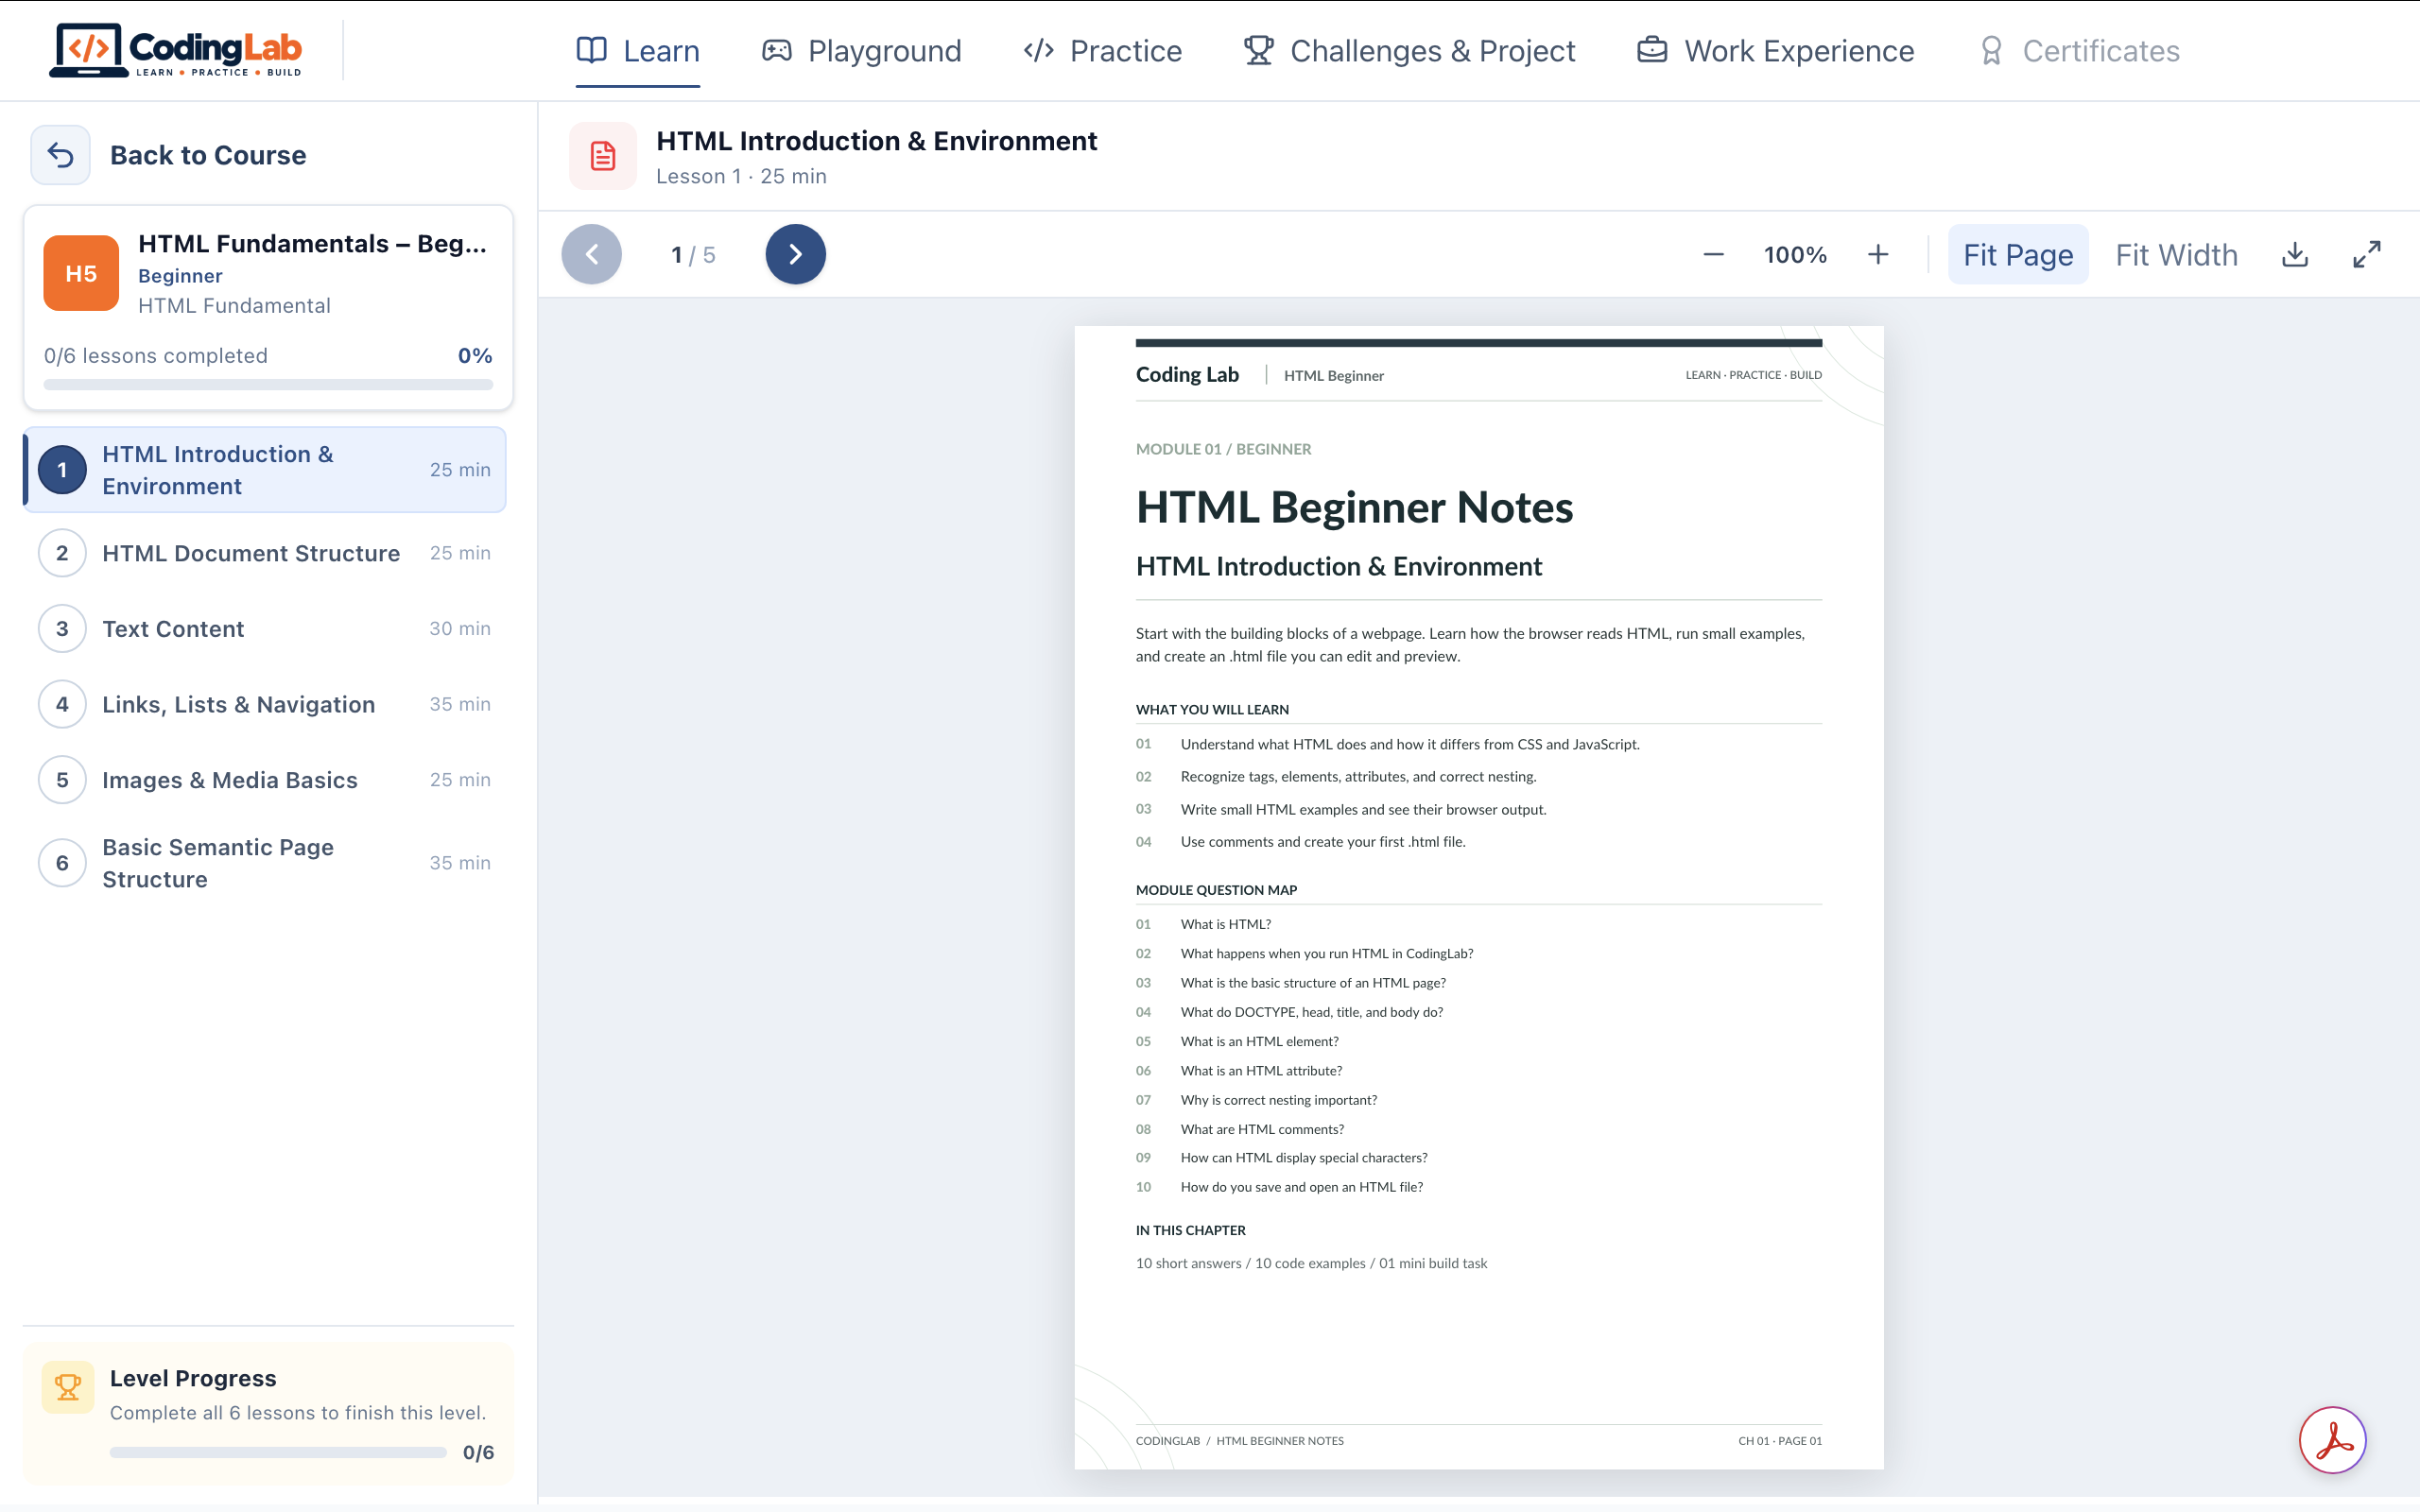 CodingLab
LEARN • PRACTICE • BUILD
Learn
Playground
Practice
Challenges & Project
Work Experience
Certificates
Back to Course
H5
HTML Fundamentals – Beg...
Beginner
HTML Fundamental
0/6 lessons completed
0%
1
HTML Introduction &
Environment
25 min
2
HTML Document Structure
25 min
3
Text Content
30 min
4
Links, Lists & Navigation
35 min
5
Images & Media Basics
25 min
6
Basic Semantic Page
Structure
35 min
Level Progress
Complete all 6 lessons to finish this level.
0/6
HTML Introduction & Environment
Lesson 1 · 25 min
1 / 5
100%
Fit Page
Fit Width
Coding Lab
HTML Beginner
LEARN · PRACTICE · BUILD
MODULE 01 / BEGINNER
HTML Beginner Notes
HTML Introduction & Environment
Start with the building blocks of a webpage. Learn how the browser reads HTML, run small examples,
and create an .html file you can edit and preview.
WHAT YOU WILL LEARN
01 Understand what HTML does and how it differs from CSS and JavaScript.
02 Recognize tags, elements, attributes, and correct nesting.
03 Write small HTML examples and see their browser output.
04 Use comments and create your first .html file.
MODULE QUESTION MAP
01 What is HTML?
02 What happens when you run HTML in CodingLab?
03 What is the basic structure of an HTML page?
04 What do DOCTYPE, head, title, and body do?
05 What is an HTML element?
06 What is an HTML attribute?
07 Why is correct nesting important?
08 What are HTML comments?
09 How can HTML display special characters?
10 How do you save and open an HTML file?
IN THIS CHAPTER
10 short answers / 10 code examples / 01 mini build task
CODINGLAB / HTML BEGINNER NOTES
CH 01 · PAGE 01